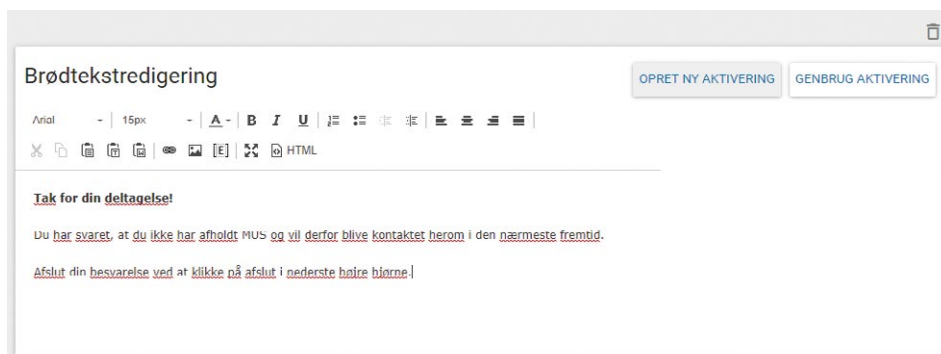 Brødtekstredigering
OPRET NY AKTIVERING
GENBRUG AKTIVERING
Arial 15px A B I U
[E] HTML
Tak for din deltagelse!
Du har svaret, at du ikke har afholdt MUS og vil derfor blive kontaktet herom i den nærmeste fremtid.
Afslut din besvarelse ved at klikke på afslut i nederste højre hjørne.